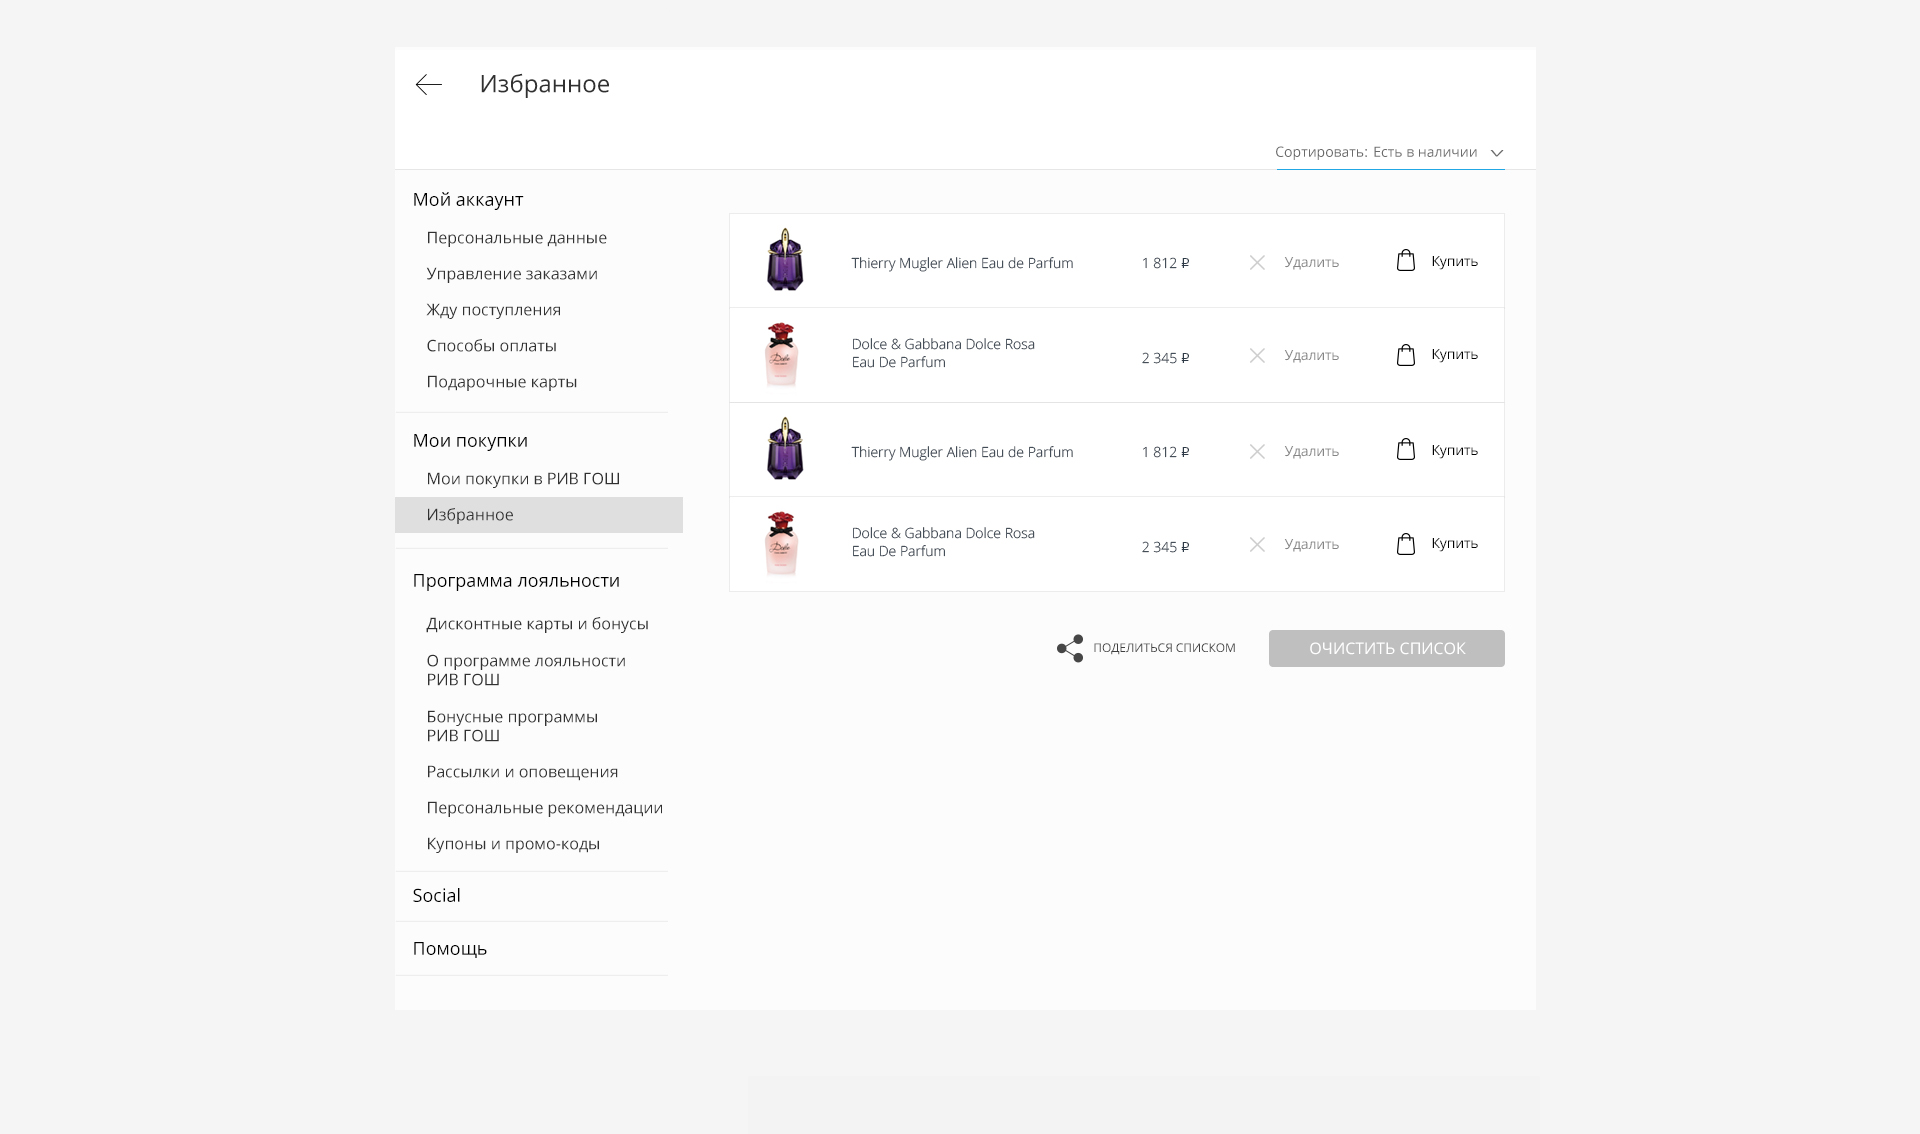 Избранное
Сортировать: Есть в наличии
Мой аккаунт
Персональные данные
Управление заказами
Жду поступления
Способы оплаты
Подарочные карты
Мои покупки
Мои покупки в РИВ ГОШ
Избранное
Программа лояльности
Дисконтные карты и бонусы
О программе лояльности
РИВ ГОШ
Бонусные программы
РИВ ГОШ
Рассылки и оповещения
Персональные рекомендации
Купоны и промо-коды
Social
Помощь
Thierry Mugler Alien Eau de Parfum 1 812 ₽ Удалить Купить
Dolce & Gabbana Dolce Rosa
Eau De Parfum
2 345 ₽ Удалить Купить
Dolce
Thierry Mugler Alien Eau de Parfum 1 812 ₽ Удалить Купить
Dolce & Gabbana Dolce Rosa
Eau De Parfum
2 345 ₽ Удалить Купить
Dolce
ПОДЕЛИТЬСЯ СПИСКОМ
ОЧИСТИТЬ СПИСОК